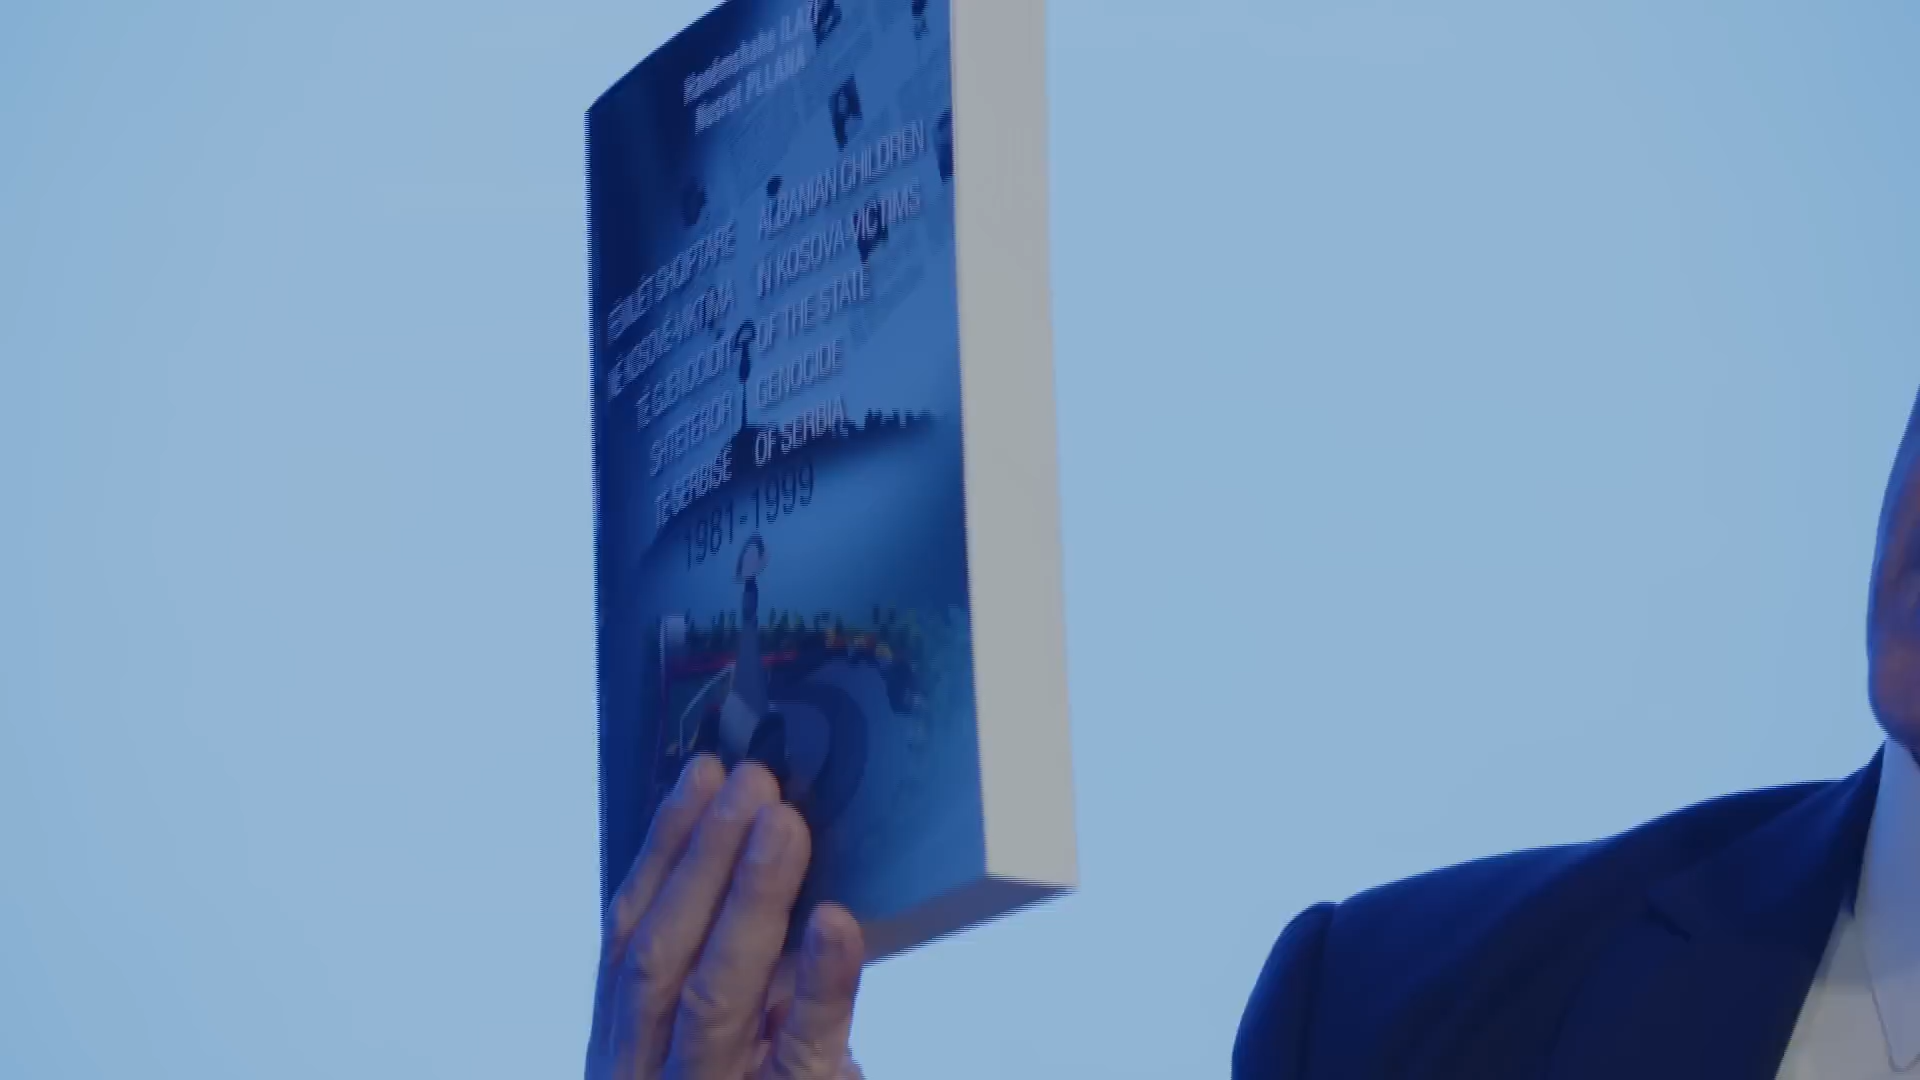 Nusret PLLANA
FËMIJËT SHQIPTARË
NË KOSOVË-VIKTIMA
TË GJENOCIDIT
SHTETËROR
TË SERBISË
ALBANIAN CHILDREN
IN KOSOVA-VICTIMS
OF THE STATE
GENOCIDE
OF SERBIA,
1981-1999